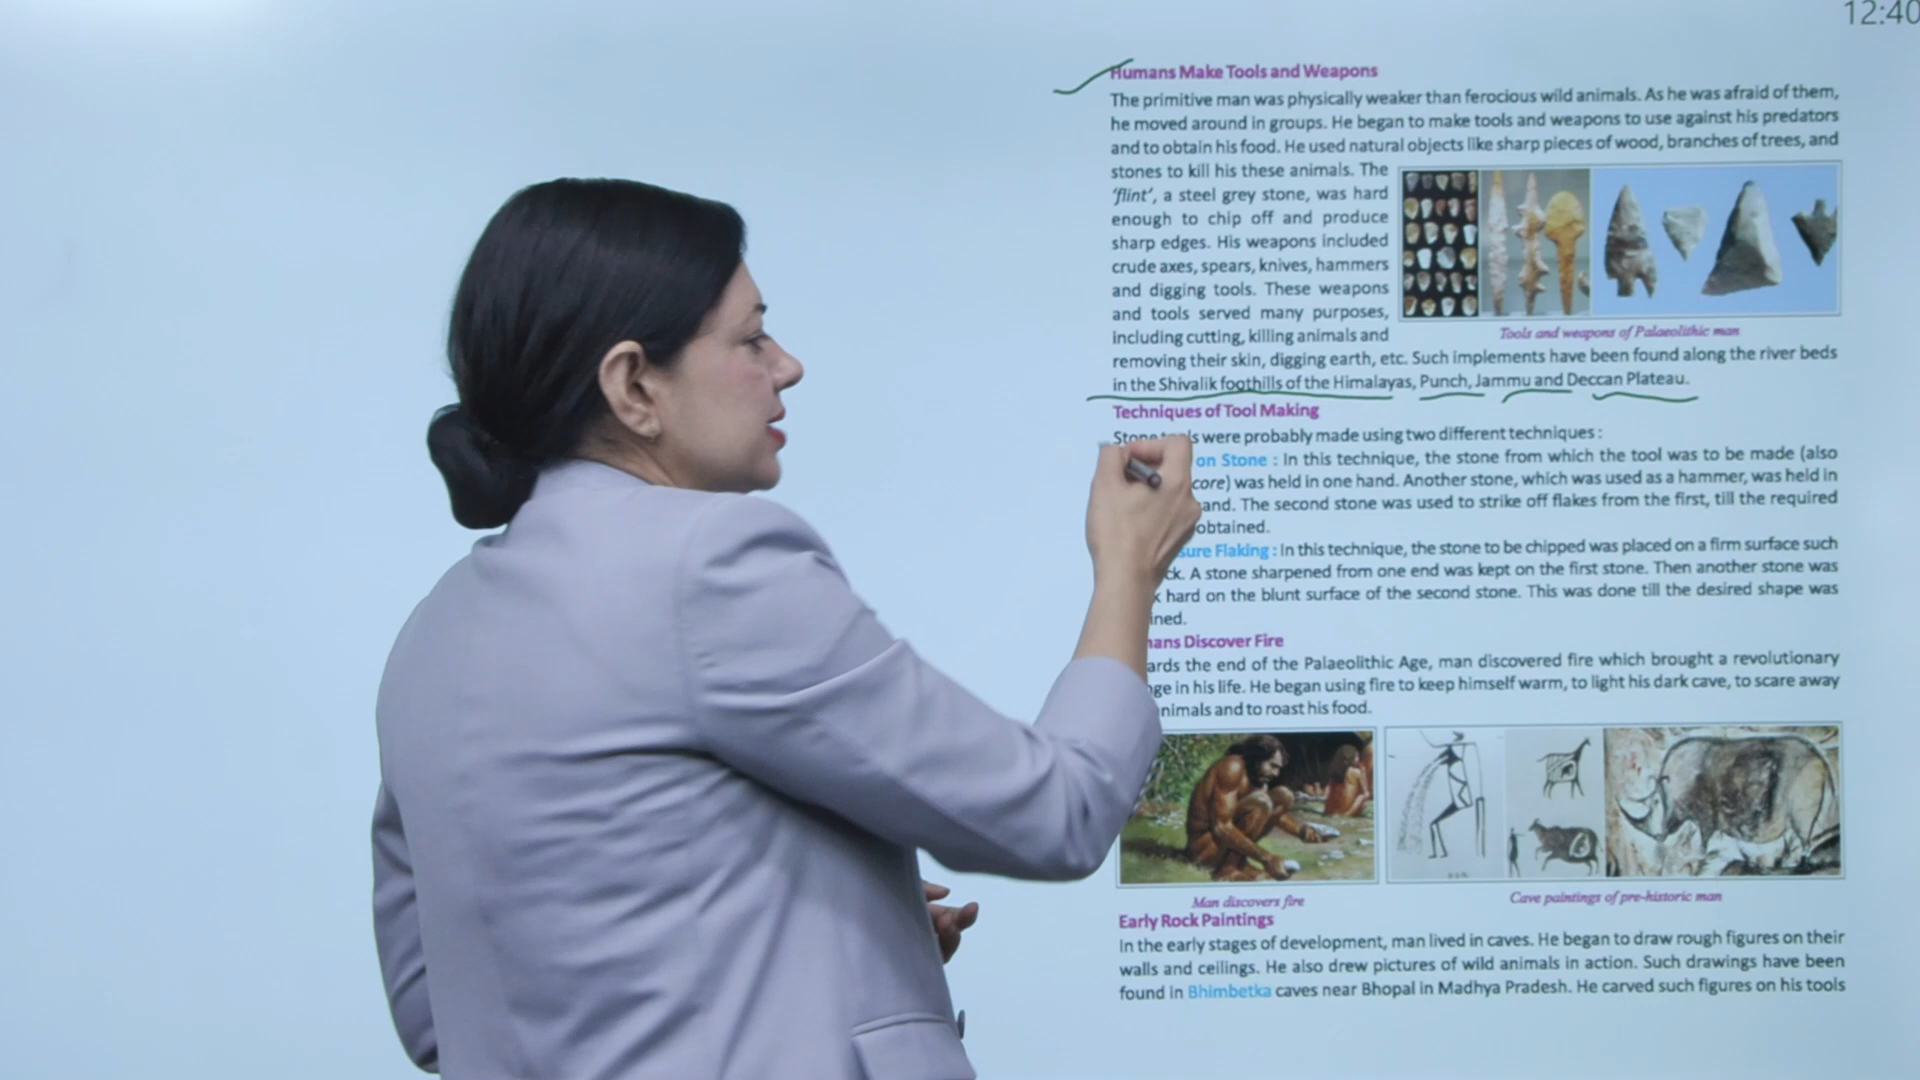 12:40
Humans Make Tools and Weapons
The primitive man was physically weaker than ferocious wild animals. As he was afraid of them,
he moved around in groups. He began to make tools and weapons to use against his predators
and to obtain his food. He used natural objects like sharp pieces of wood, branches of trees, and
stones to kill his these animals. The
'flint', a steel grey stone, was hard
enough to chip off and produce
sharp edges. His weapons included
crude axes, spears, knives, hammers
and digging tools. These weapons
and tools served many purposes,
including cutting, killing animals and
Tools and weapons of Palaeolithic man
removing their skin, digging earth, etc. Such implements have been found along the river beds
in the Shivalik foothills of the Himalayas, Punch, Jammu and Deccan Plateau.
Techniques of Tool Making
Stone tools were probably made using two different techniques :
on Stone : In this technique, the stone from which the tool was to be made (also
core) was held in one hand. Another stone, which was used as a hammer, was held in
and. The second stone was used to strike off flakes from the first, till the required
obtained.
sure Flaking : In this technique, the stone to be chipped was placed on a firm surface such
ck. A stone sharpened from one end was kept on the first stone. Then another stone was
k hard on the blunt surface of the second stone. This was done till the desired shape was
ined.
ans Discover Fire
ards the end of the Palaeolithic Age, man discovered fire which brought a revolutionary
ge in his life. He began using fire to keep himself warm, to light his dark cave, to scare away
nimals and to roast his food.
Man discovers fire
Cave paintings of pre-historic man
Early Rock Paintings
In the early stages of development, man lived in caves. He began to draw rough figures on their
walls and ceilings. He also drew pictures of wild animals in action. Such drawings have been
found in Bhimbetka caves near Bhopal in Madhya Pradesh. He carved such figures on his tools